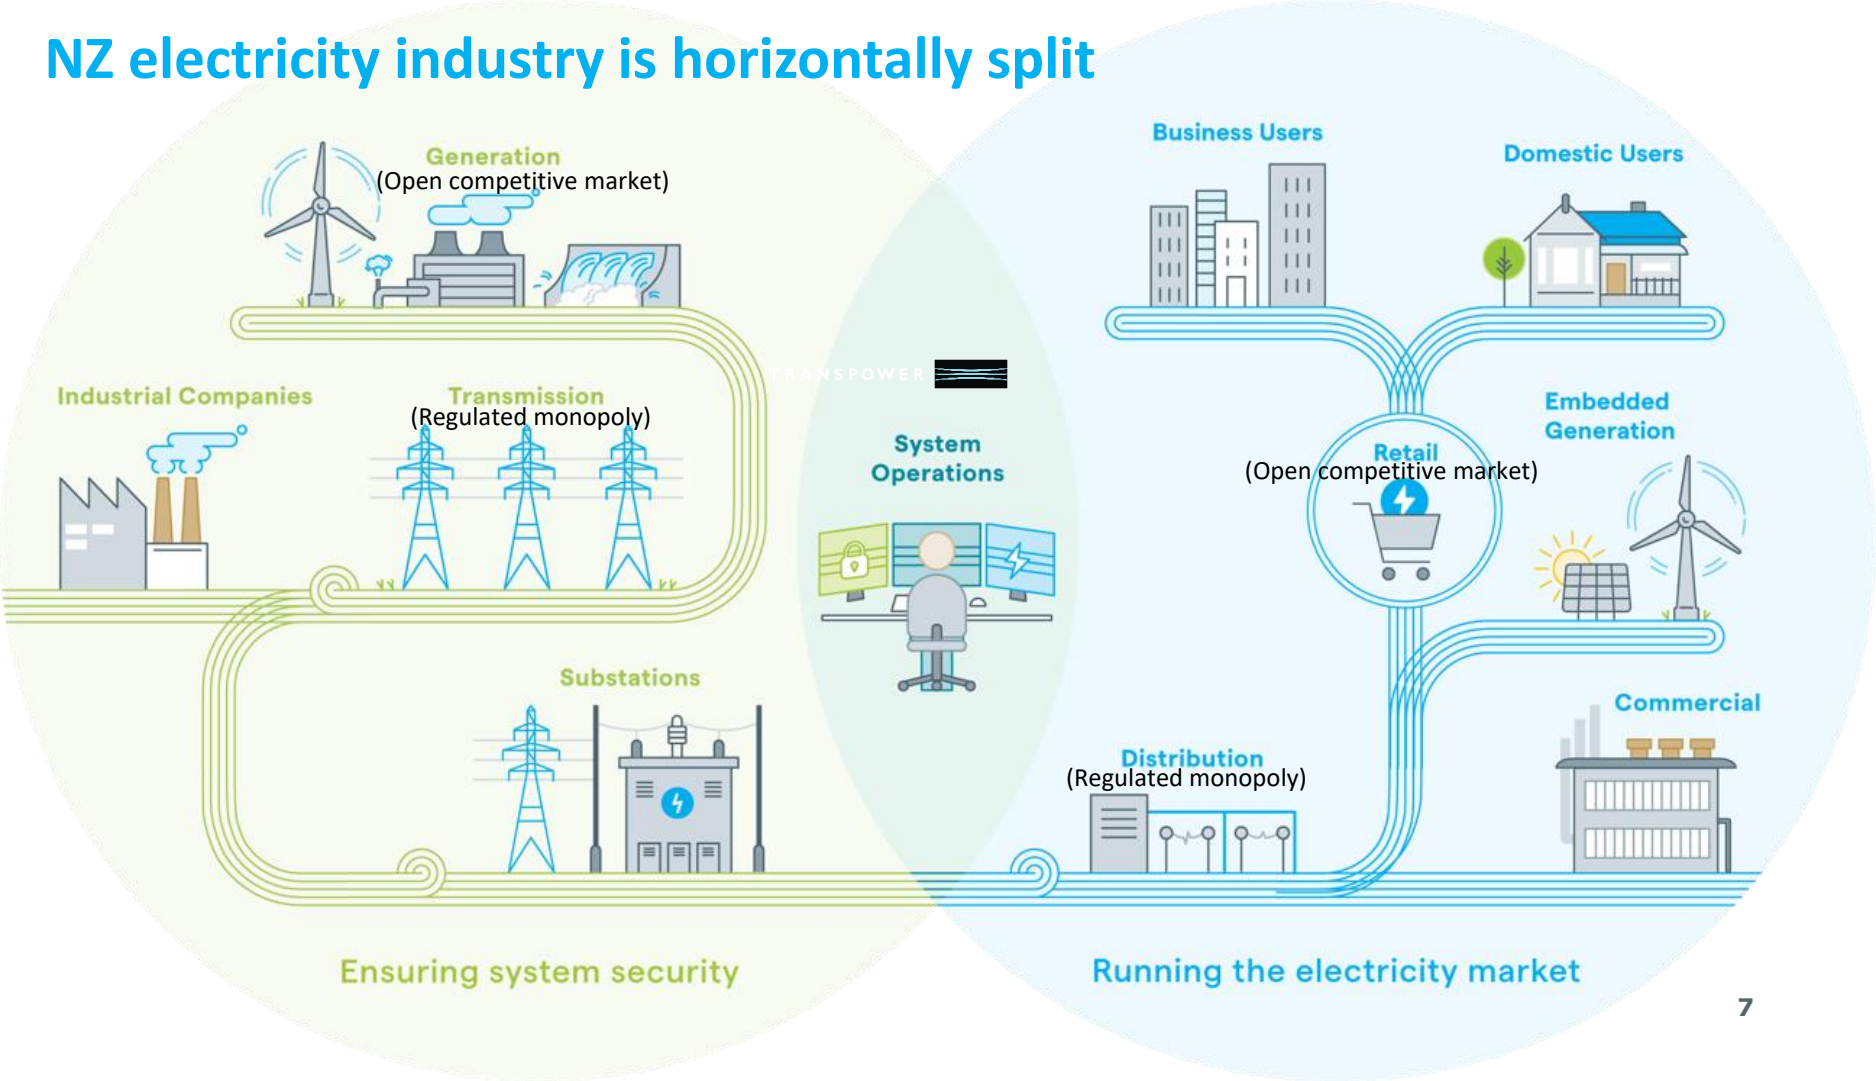 NZ electricity industry is horizontally split
Generation
(Open competitive market)
Industrial Companies
Transmission
(Regulated monopoly)
Substations
Ensuring system security
TRANSPOWER
System
Operations
Business Users
Domestic Users
Retail
(Open competitive market)
Embedded
Generation
Commercial
Distribution
(Regulated monopoly)
Running the electricity market
7